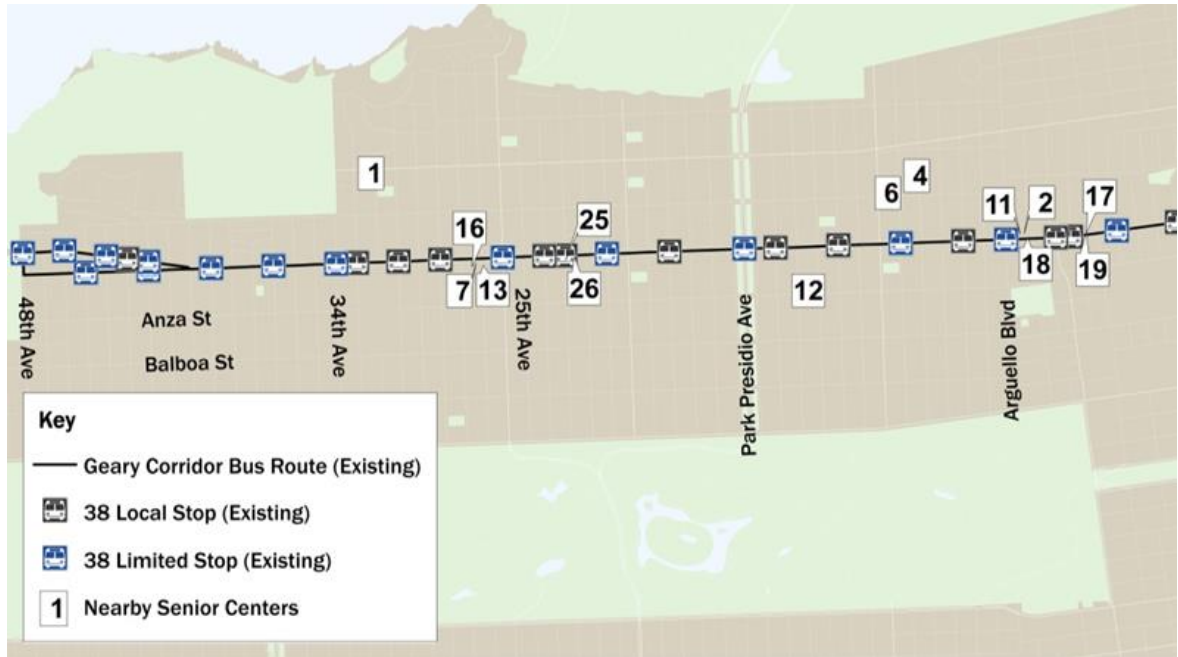 1
4
6
16
25
11
2
17
7
13
26
12
18
19
48th Ave
34th Ave
25th Ave
Park Presidio Ave
Arguello Blvd
Anza St
Balboa St
Key
Geary Corridor Bus Route (Existing)
38 Local Stop (Existing)
38 Limited Stop (Existing)
1 Nearby Senior Centers